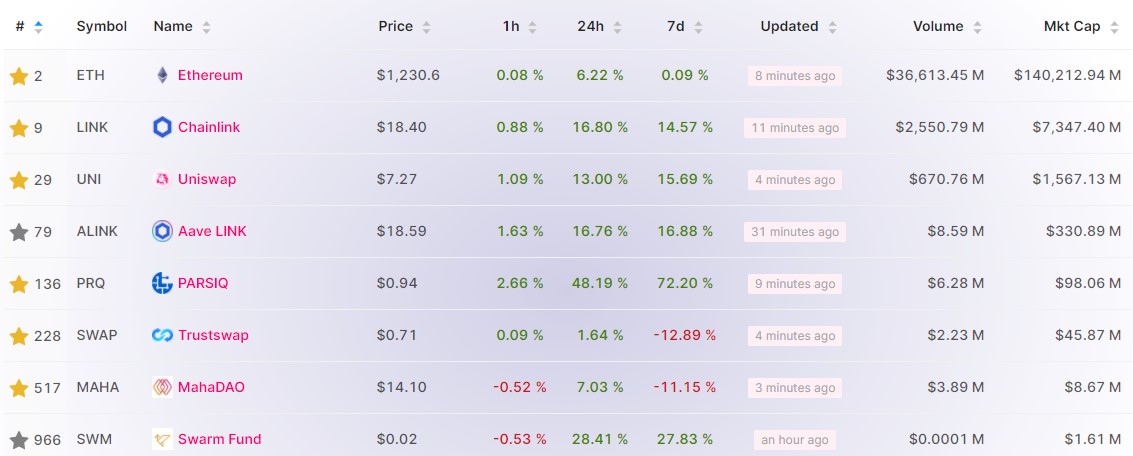 # Symbol Name Price 1h 24h 7d Updated Volume Mkt Cap
2 ETH Ethereum $1,230.6 0.08 % 6.22 % 0.09 % 8 minutes ago $36,613.45 M $140,212.94 M
9 LINK Chainlink $18.40 0.88 % 16.80 % 14.57 % 11 minutes ago $2,550.79 M $7,347.40 M
29 UNI Uniswap $7.27 1.09 % 13.00 % 15.69 % 4 minutes ago $670.76 M $1,567.13 M
79 ALINK Aave LINK $18.59 1.63 % 16.76 % 16.88 % 31 minutes ago $8.59 M $330.89 M
136 PRQ PARSIQ $0.94 2.66 % 48.19 % 72.20 % 9 minutes ago $6.28 M $98.06 M
228 SWAP Trustswap $0.71 0.09 % 1.64 % -12.89 % 4 minutes ago $2.23 M $45.87 M
517 MAHA MahaDAO $14.10 -0.52 % 7.03 % -11.15 % 3 minutes ago $3.89 M $8.67 M
966 SWM Swarm Fund $0.02 -0.53 % 28.41 % 27.83 % an hour ago $0.0001 M $1.61 M